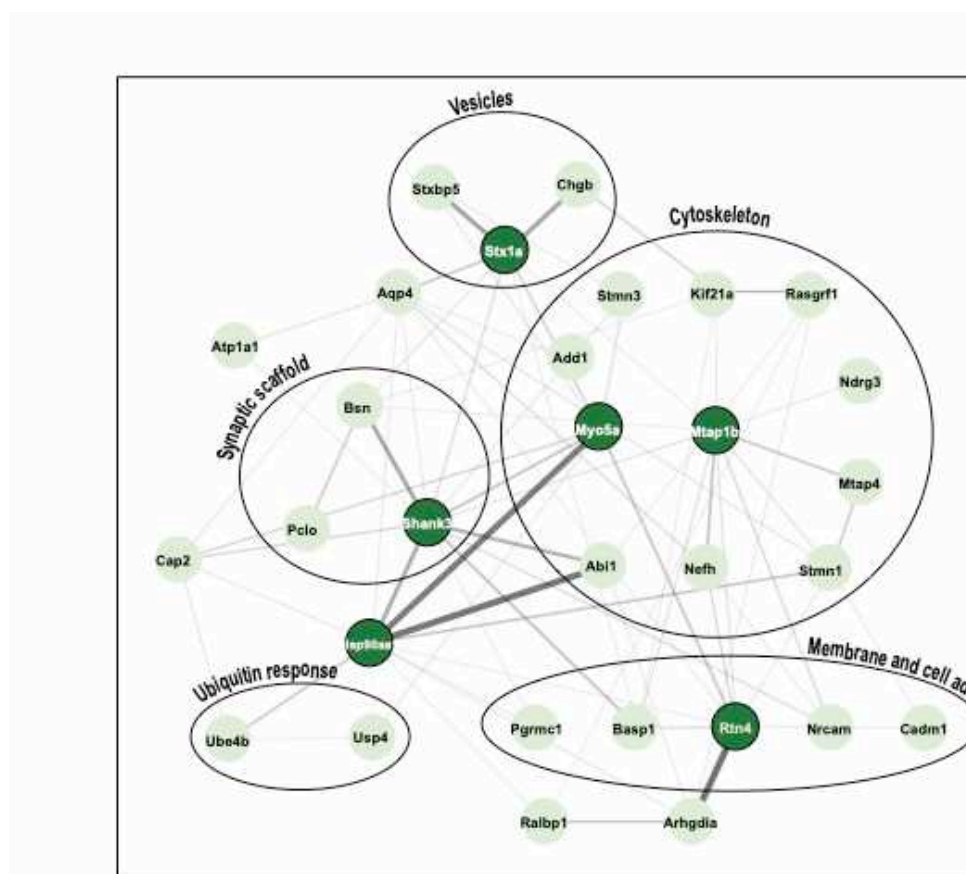 Vesicles
Stxbp5
Chgb
Stx1a
Cytoskeleton
Aqp4
Stmn3
Kif21a
Rasgrf1
Atp1a1
Add1
Ndrg3
Synaptic scaffold
Bsn
Myo5a
Mtap1b
Mtap4
Pclo
Shank3
Cap2
Abi1
Nefh
Stmn1
Ubiquitin response
Membrane and cell ad
Ube4b
Usp4
Pgrmc1
Basp1
Rtn4
Nrcam
Cadm1
Ralbp1
Arhgdia